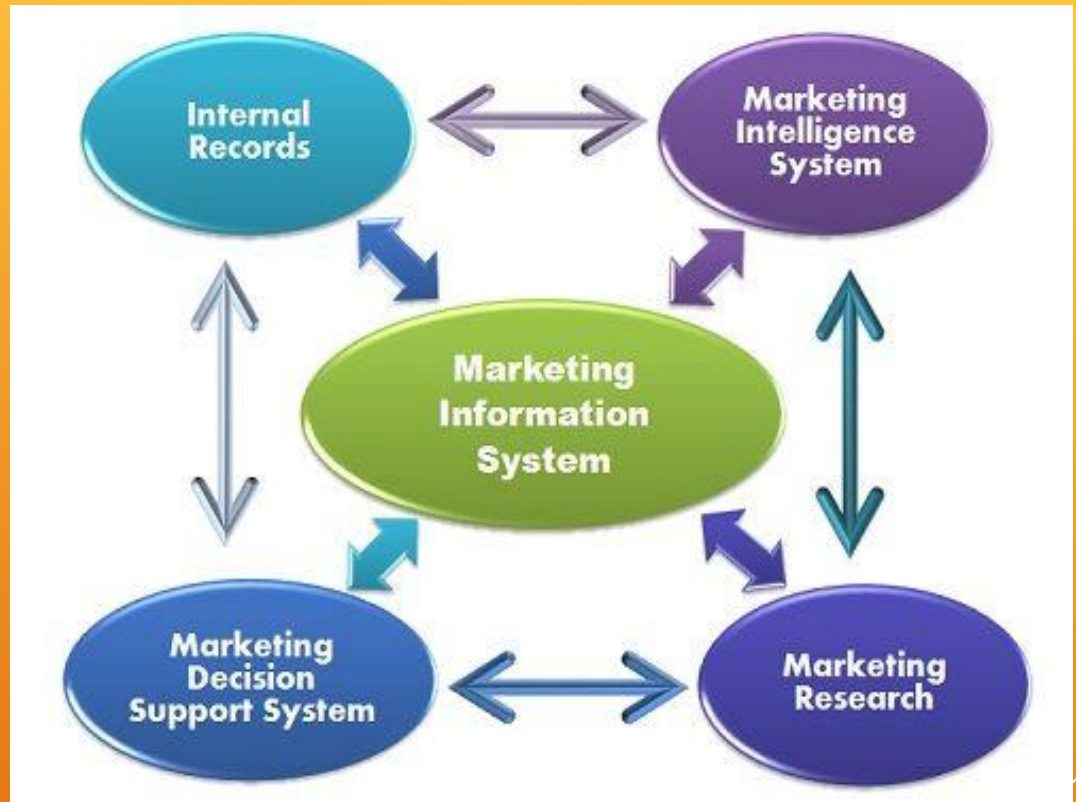 Internal
Records
Marketing
Intelligence
System
Marketing
Information
System
Marketing
Decision
Support System
Marketing
Research